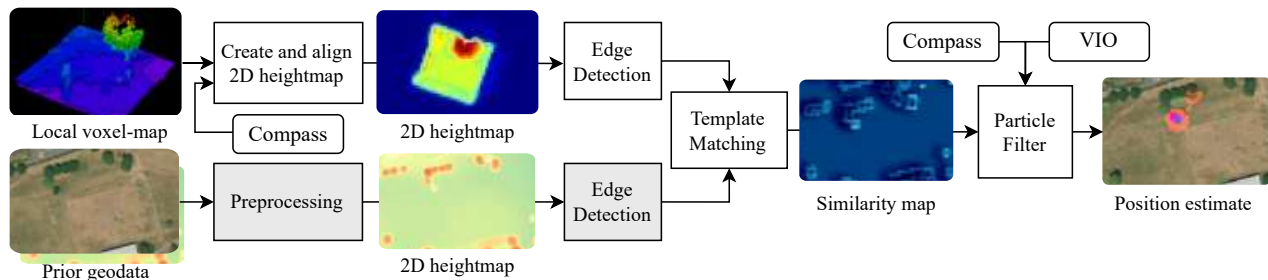 Local voxel-map
Create and align
2D heightmap
Compass
2D heightmap
Edge
Detection
Prior geodata
Preprocessing
2D heightmap
Edge
Detection
Template
Matching
Similarity map
Compass
VIO
Particle
Filter
Position estimate